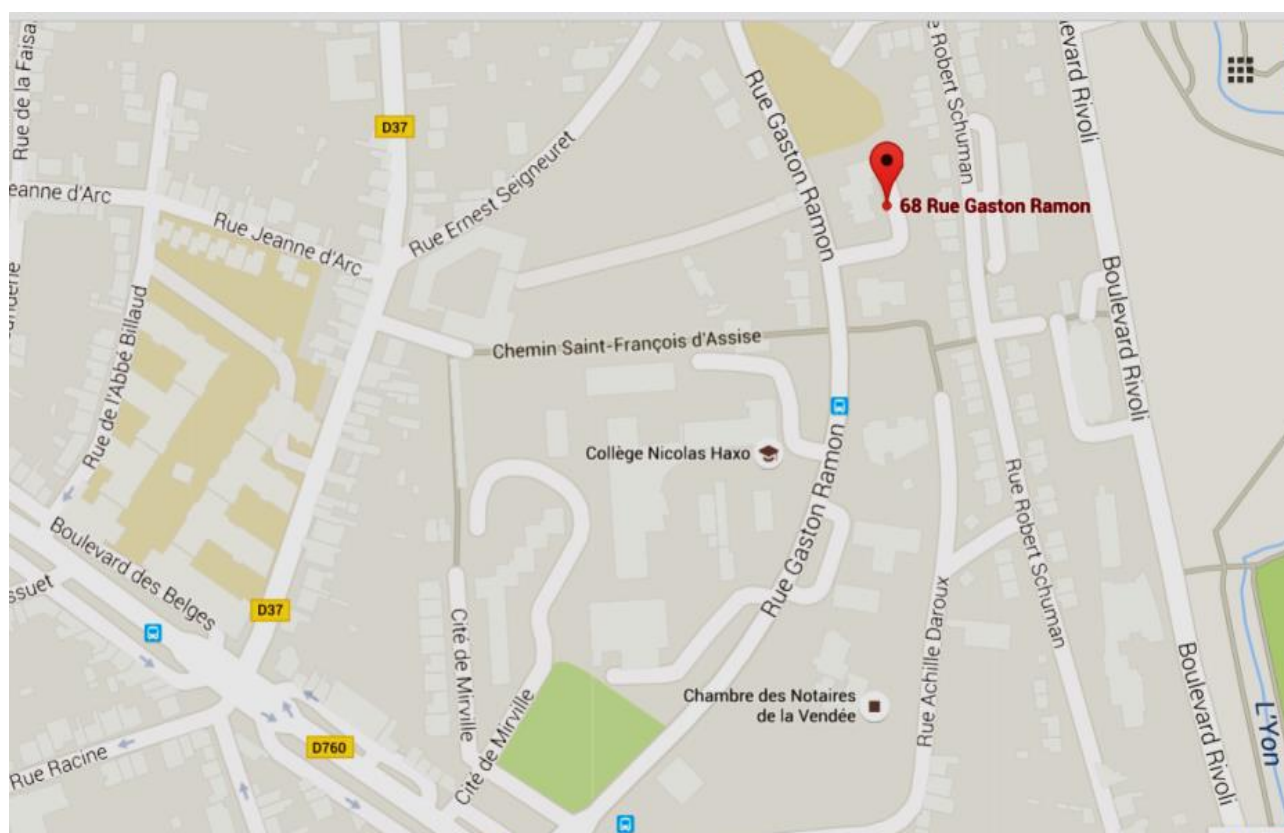 Rue de la Faisa
eanne d'Arc
Rue Jeanne d'Arc
D37
Rue Ernest Seigneuret
Rue Gaston Ramon
e Robert Schuman
levard Rivoli
68 Rue Gaston Ramon
Boulevard Rivoli
Chemin Saint-François d'Assise
Rue de l'Abbé Billaud
Collège Nicolas Haxo
Rue Gaston Ramon
Rue Robert Schuman
Boulevard des Belges
ssuet
D37
Cité de Mirville
Cité de Mirville
Chambre des Notaires
de la Vendée
Rue Achille Daroux
Boulevard Rivoli
L'Yon
D760
Rue Racine